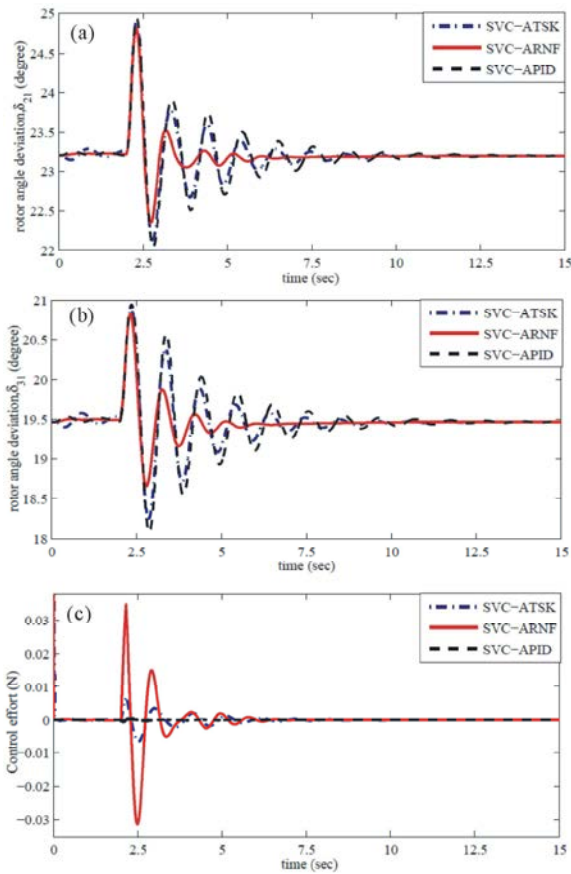 (a)
SVC-ATSK
SVC-ARNF
SVC-APID
rotor angle deviation,δ21 (degree)
25
24.5
24
23.5
23.2
22.5
22
0
2.5
5
7.5
10
12.5
15
time (sec)
(b)
SVC-ATSK
SVC-ARNF
SVC-APID
rotor angle deviation,δ31 (degree)
21
20.5
20
19.5
19
18.5
18
0
2.5
5
7.5
10
12.5
15
time (sec)
(c)
SVC-ATSK
SVC-ARNF
SVC-APID
Control effort (N)
0.03
0.02
0.01
0
-0.01
-0.02
-0.03
0
2.5
5
7.5
10
12.5
15
time (sec)